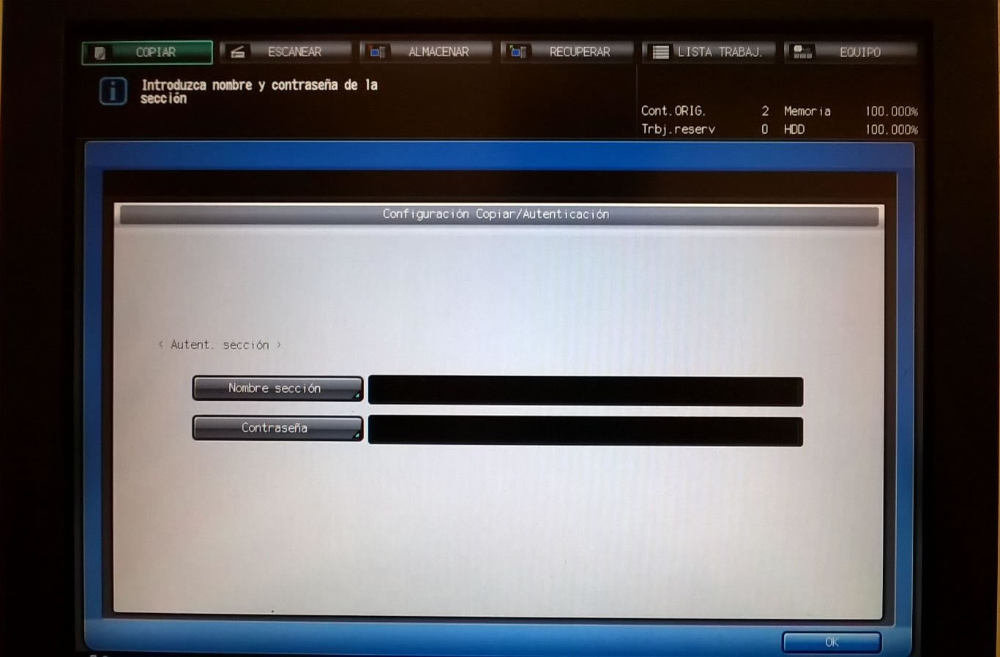 COPIAR ESCANEAR ALMACENAR RECUPERAR LISTA TRABAJ. EQUIPO
Introduzca nombre y contraseña de la
sección
Cont.ORIG. 2 Memoria 100.000%
Trbj.reserv 0 HDD 100.000%
Configuración Copiar/Autenticación
< Autent. sección >
Nombre sección
Contraseña
OK